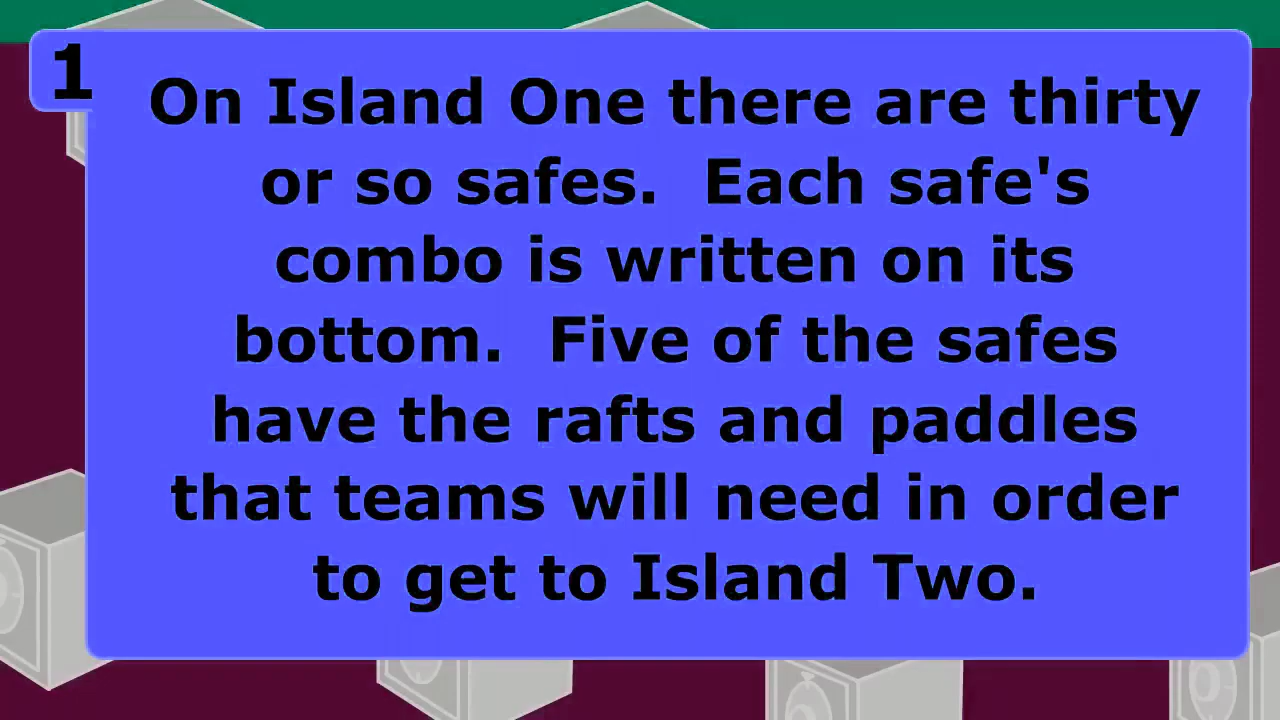 1
On Island One there are thirty
or so safes.  Each safe's
combo is written on its
bottom.  Five of the safes
have the rafts and paddles
that teams will need in order
to get to Island Two.